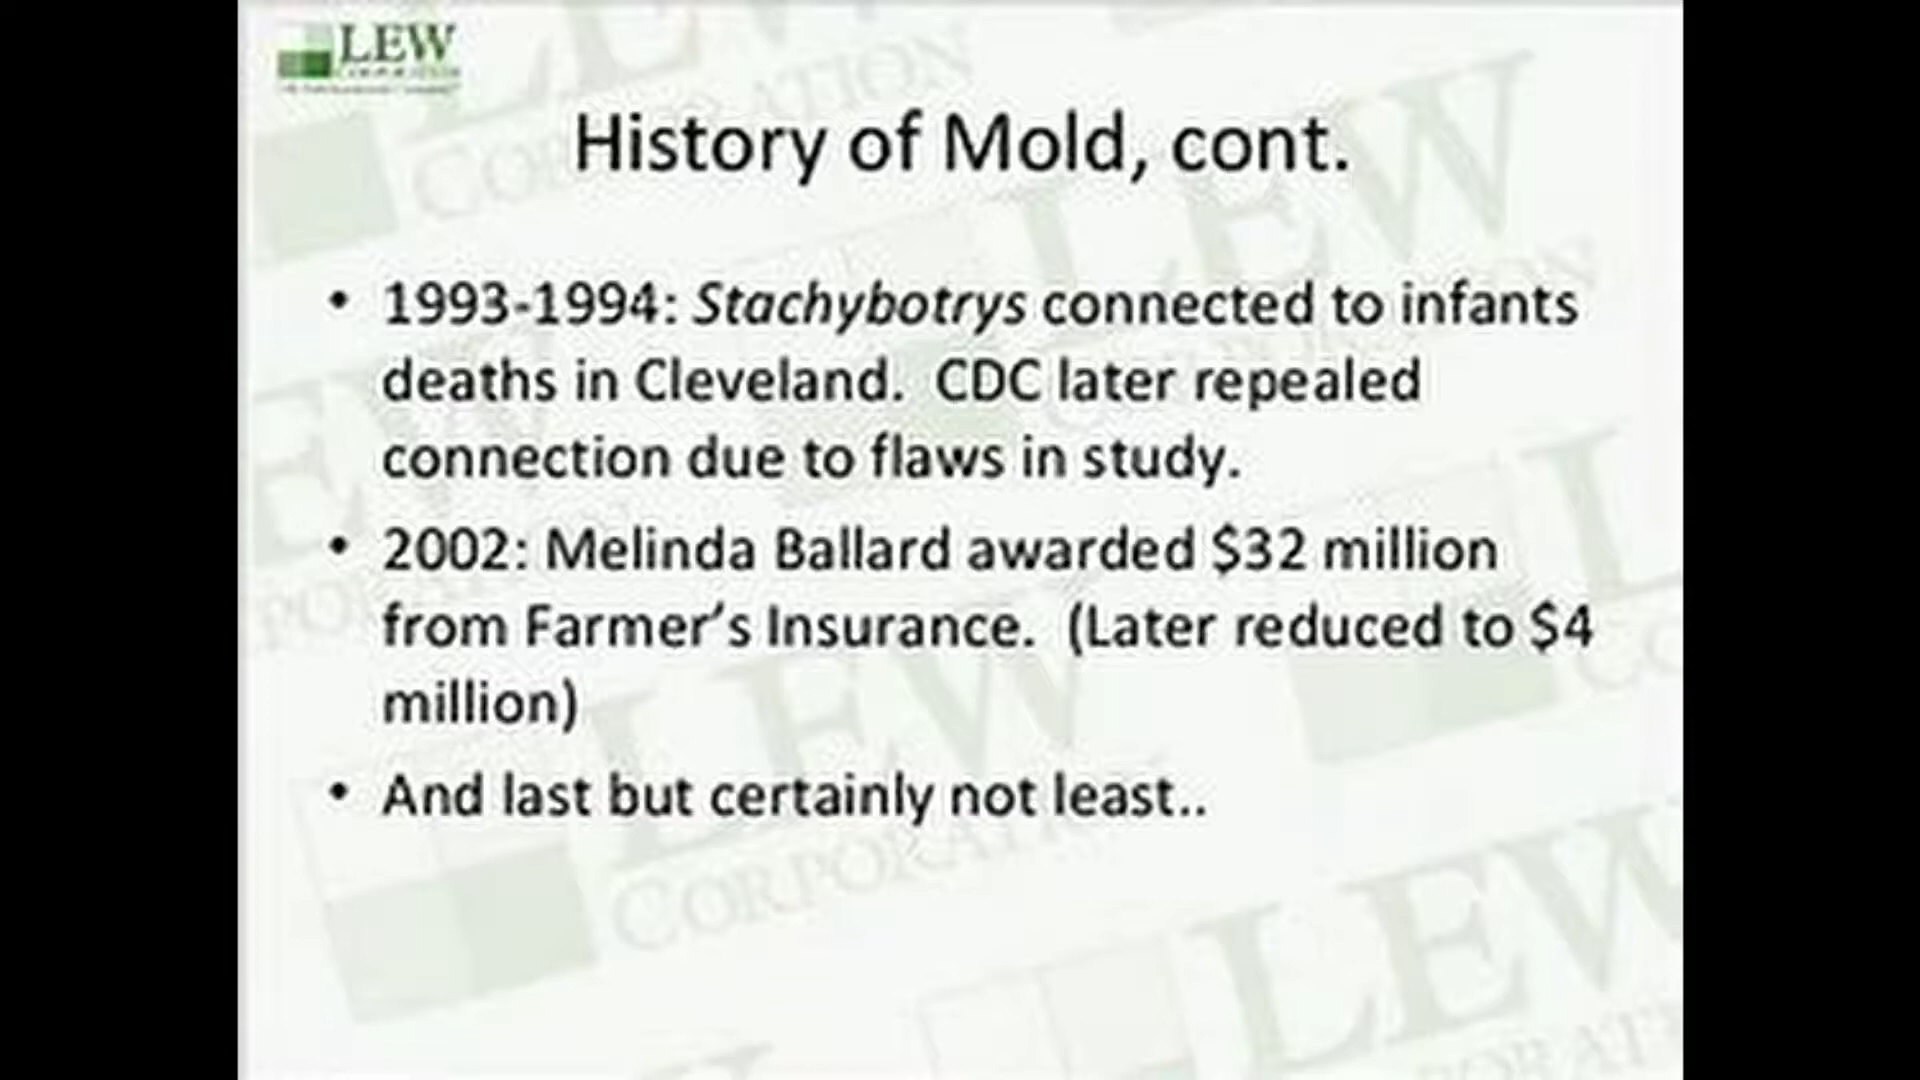 LEW
History of Mold, cont.
• 1993-1994: Stachybotrys connected to infants
deaths in Cleveland. CDC later repealed
connection due to flaws in study.
• 2002: Melinda Ballard awarded $32 million
from Farmer’s Insurance. (Later reduced to $4
million)
• And last but certainly not least..
LEW
CORPORATION